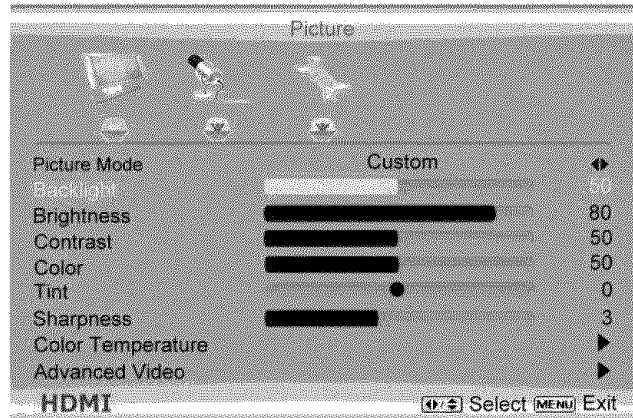 Picture
Picture Mode Custom
Backlight 50
Brightness 80
Contrast 50
Color 50
Tint 0
Sharpness 3
Color Temperature
Advanced Video
HDMI Select MENU Exit